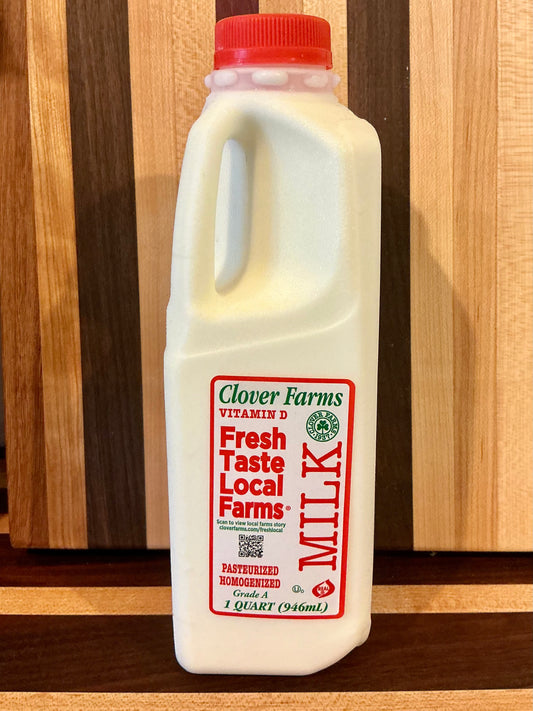 Clover Farms
VITAMIN D
Fresh
Taste
Local
Farms®
Scan to view local farms story
cloverfarms.com/freshlocal
MILK
PASTEURIZED
HOMOGENIZED
Grade A
1 QUART (946mL)